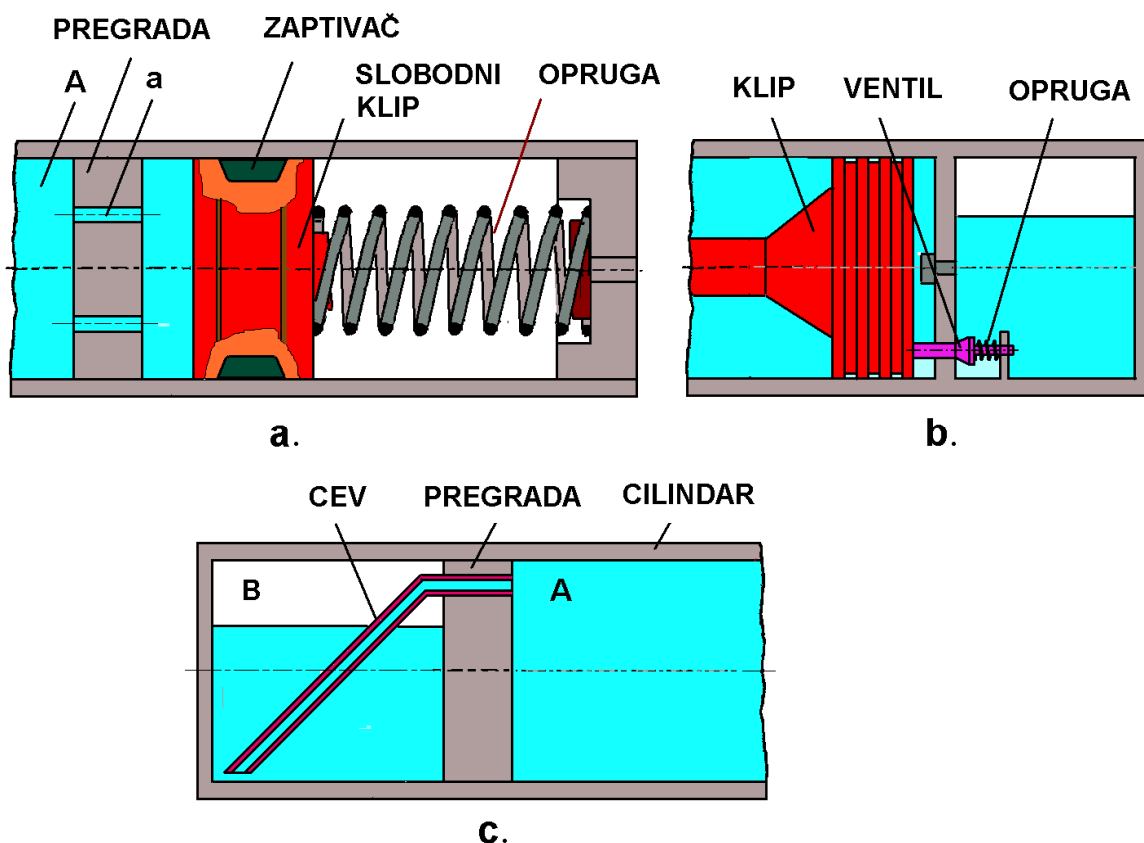 PREGRADA
ZAPTIVAČ
A
a
SLOBODNI
KLIP
OPRUGA
KLIP
VENTIL
OPRUGA
a.
b.
CEV
PREGRADA
CILINDAR
B
A
c.